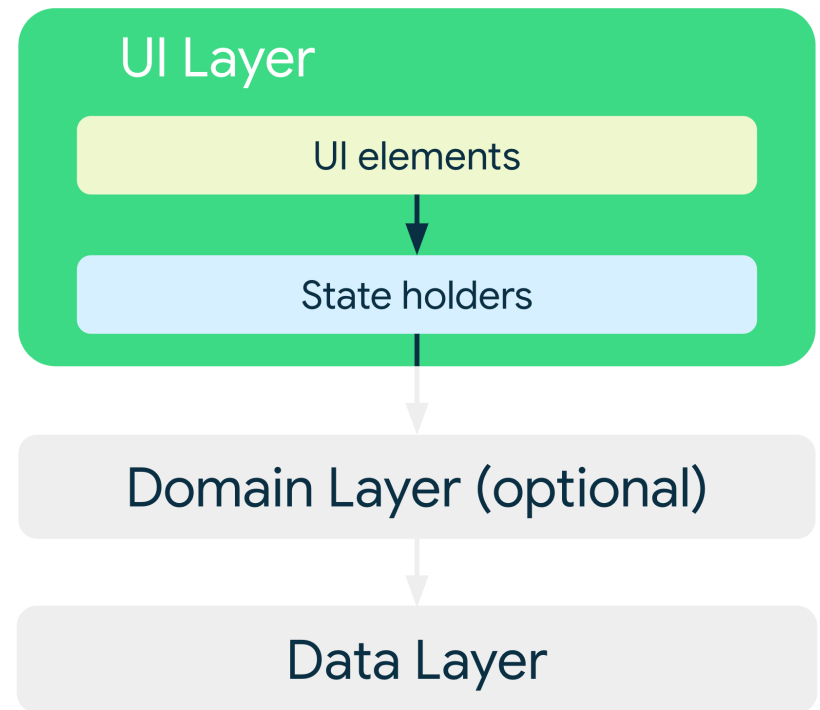 UI Layer
UI elements
State holders
Domain Layer (optional)
Data Layer